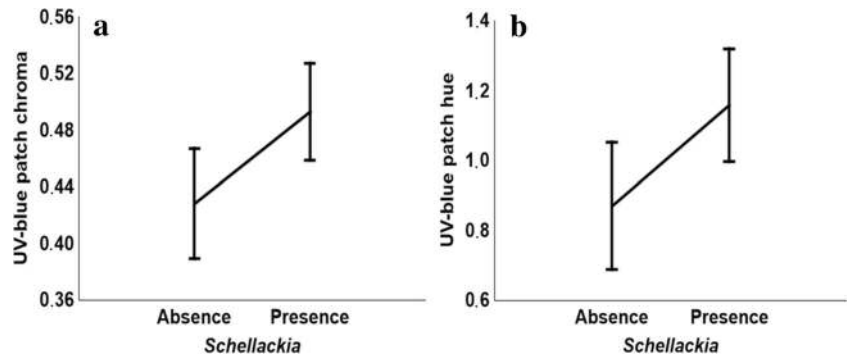 a
UV-blue patch chroma
0.56
0.52
0.48
0.44
0.40
0.36
Absence Presence
Schellackia
b
UV-blue patch hue
1.4
1.2
1.0
0.8
0.6
Absence Presence
Schellackia